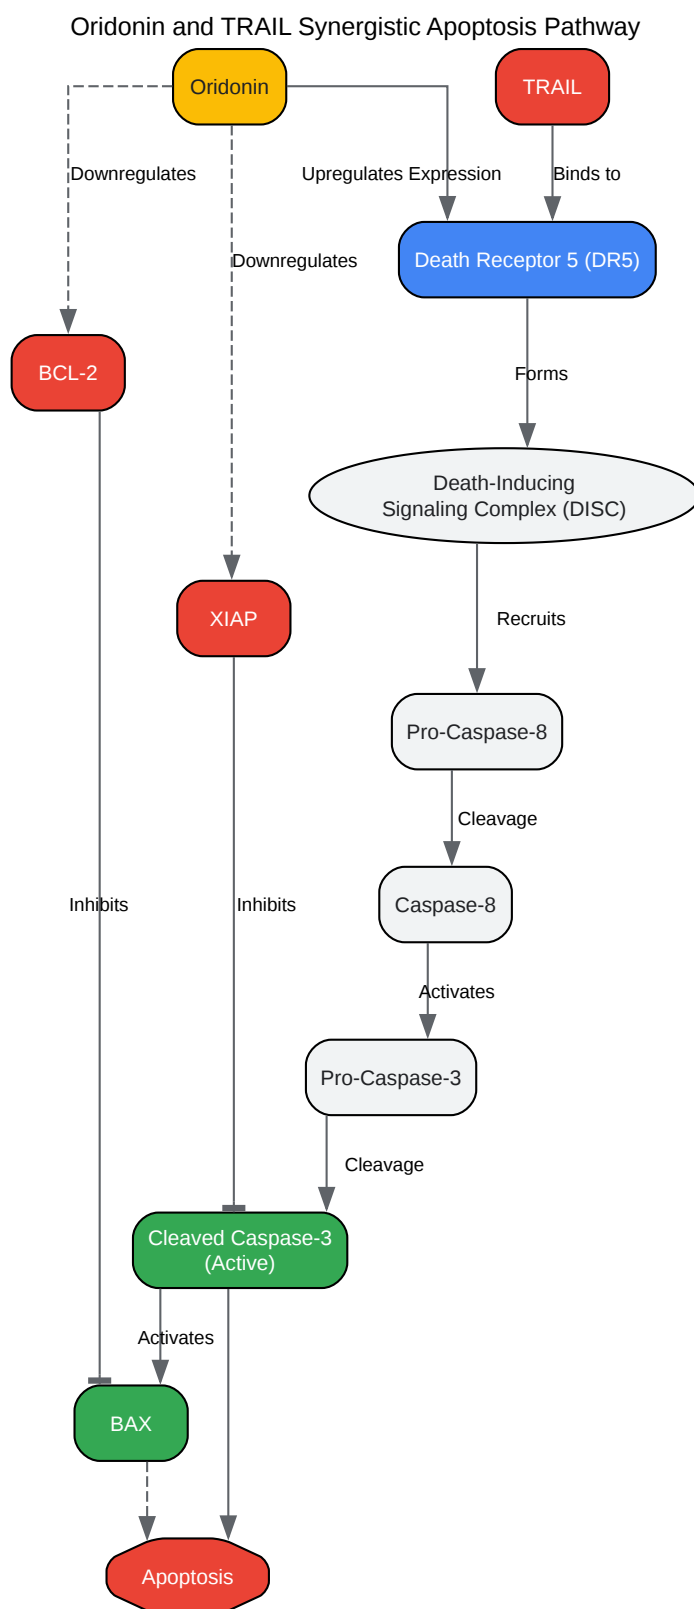 Oridonin and TRAIL Synergistic Apoptosis Pathway
Oridonin
TRAIL
Downregulates
Upregulates Expression
Binds to
Downregulates
Death Receptor 5 (DR5)
BCL-2
Forms
Death-Inducing
Signaling Complex (DISC)
XIAP
Recruits
Pro-Caspase-8
Cleavage
Inhibits
Inhibits
Caspase-8
Activates
Pro-Caspase-3
Cleavage
Cleaved Caspase-3
(Active)
Activates
BAX
Apoptosis